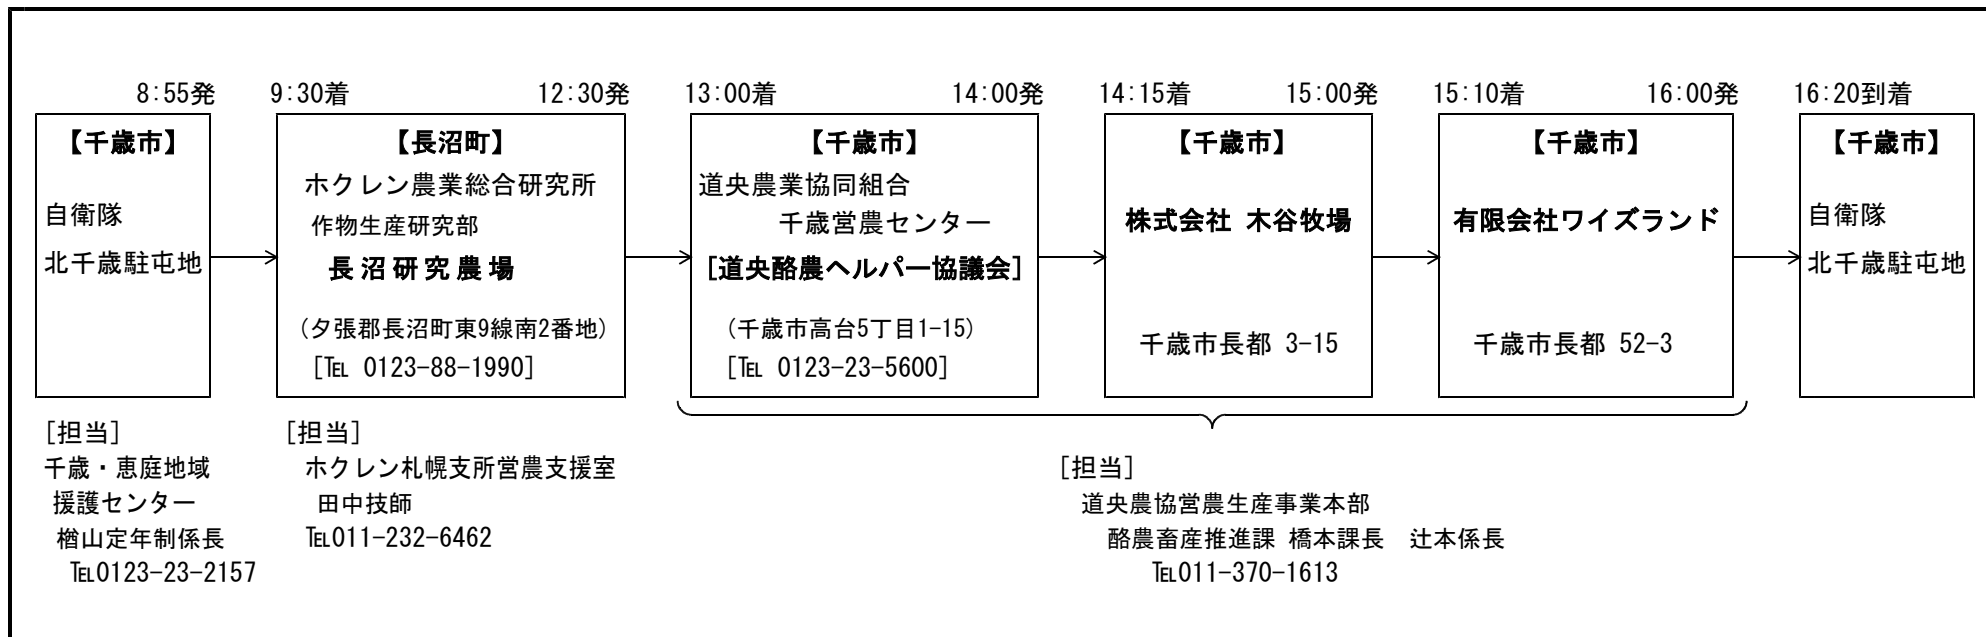 8:55発
9:30着
12:30発
13:00着
14:00発
14:15着
15:00発
15:10着
16:00発
16:20到着
【千歳市】
自衛隊
北千歳駐屯地
【長沼町】
ホクレン農業総合研究所
作物生産研究部
長沼研究農場
(夕張郡長沼町東9線南2番地)
[℡ 0123-88-1990]
【千歳市】
道央農業協同組合
千歳営農センター
[道央酪農ヘルパー協議会]
(千歳市高台5丁目1-15)
[℡ 0123-23-5600]
【千歳市】
株式会社 木谷牧場
千歳市長都 3-15
【千歳市】
有限会社ワイズランド
千歳市長都 52-3
【千歳市】
自衛隊
北千歳駐屯地
[担当]
千歳・恵庭地域
援護センター
楢山定年制係長
℡0123-23-2157
[担当]
ホクレン札幌支所営農支援室
田中技師
℡011-232-6462
[担当]
道央農協営農生産事業本部
酪農畜産推進課 橋本課長　辻本係長
℡011-370-1613